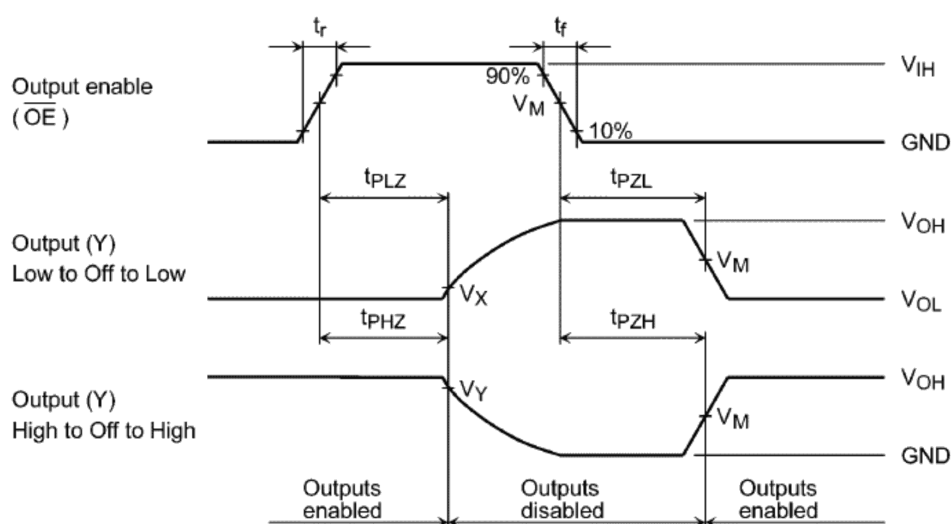 tr
tf
90%
VIH
Output enable
( OE )
VM
10%
GND
tPLZ
tPZL
VOH
Output (Y)
Low to Off to Low
VX
VM
VOL
tPHZ
tPZH
VOH
Output (Y)
High to Off to High
VY
VM
GND
Outputs
enabled
Outputs
disabled
Outputs
enabled